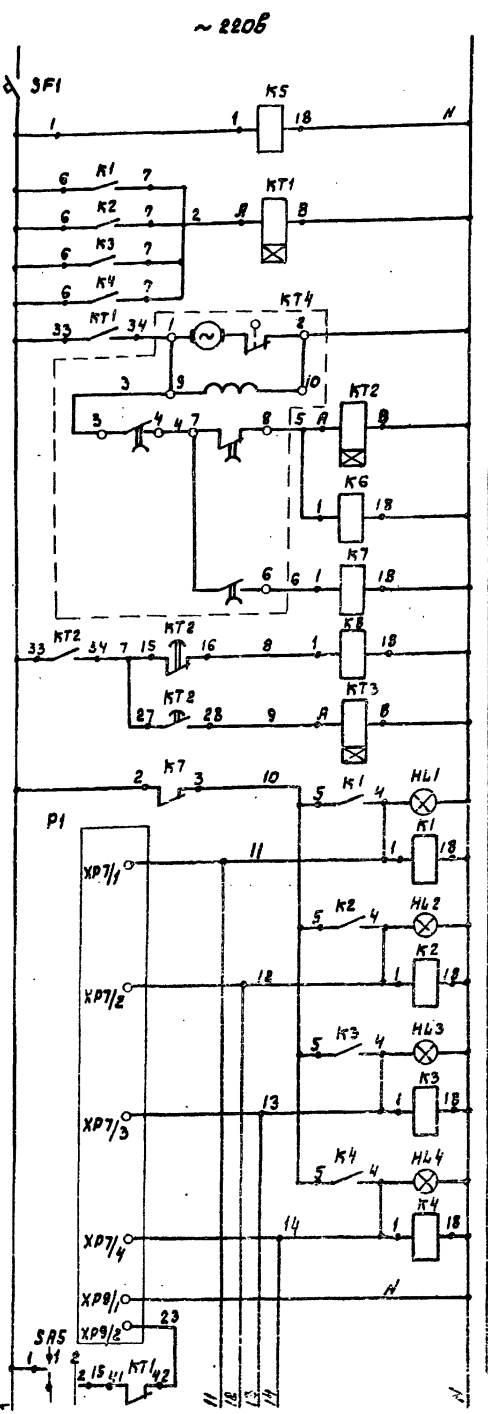 ~ 220в
SF1
1 1 K5 18 N
6 K1 7
6 K2 7 2 A KT1 B
6 K3 7
6 K4 7
33 KT1 34 1 KT4 2
3 9 10
3 4 4 7 8 5 A KT2 B
1 K6 18
6 6 1 K7 18
33 KT2 34 7 15 KT2 16 8 1 K8 18
27 KT2 28 9 A KT3 B
2 K7 3 10 5 K1 4 HL1
P1
XP7/1 11 1 K1 18
5 K2 4 HL2
XP7/2 12 1 K2 18
5 K3 4 HL3
XP7/3 13 1 K3 18
5 K4 4 HL4
XP7/4 14 1 K4 18
XP9/1 N
XP9/2 23
SA5
1 1 2 2 15 41 KT1 42
11 12 13 14 N